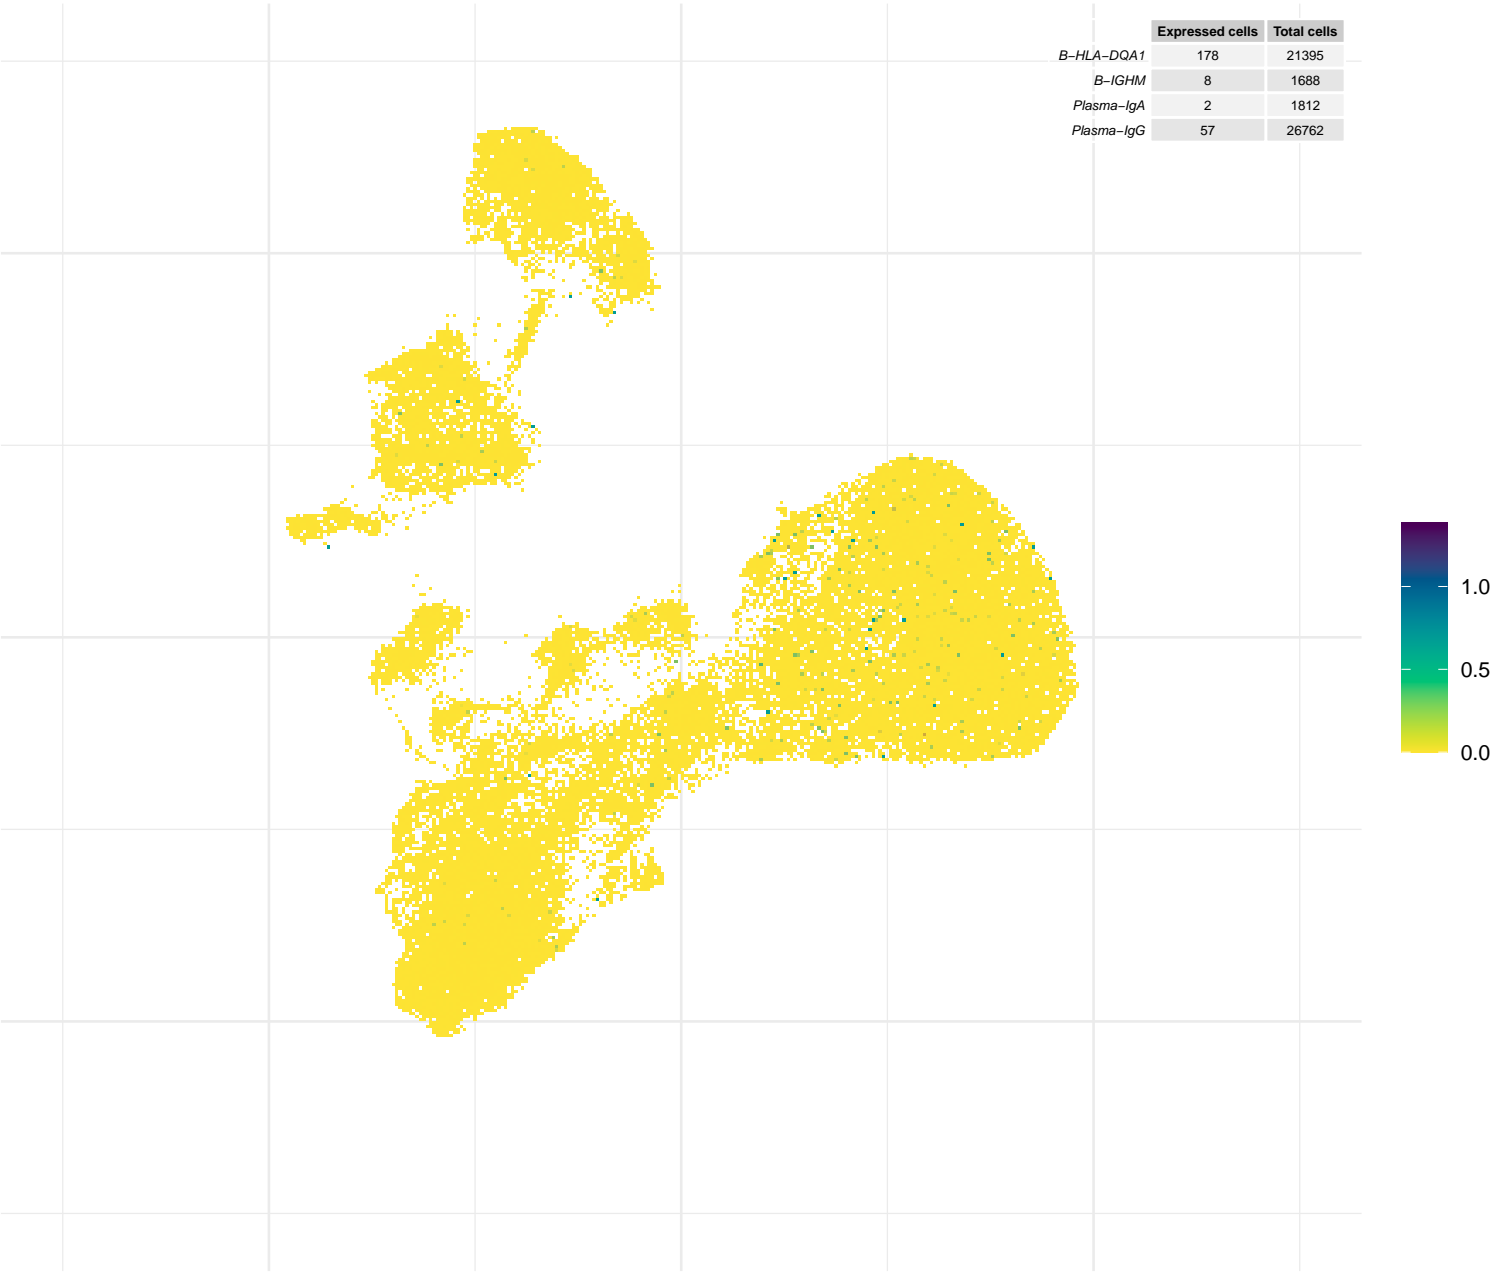 Expressed cells Total cells
B−HLA−DQA1 178 21395
B−IGHM 8 1688
Plasma−IgA 2 1812
Plasma−IgG 57 26762
1.0
0.5
0.0